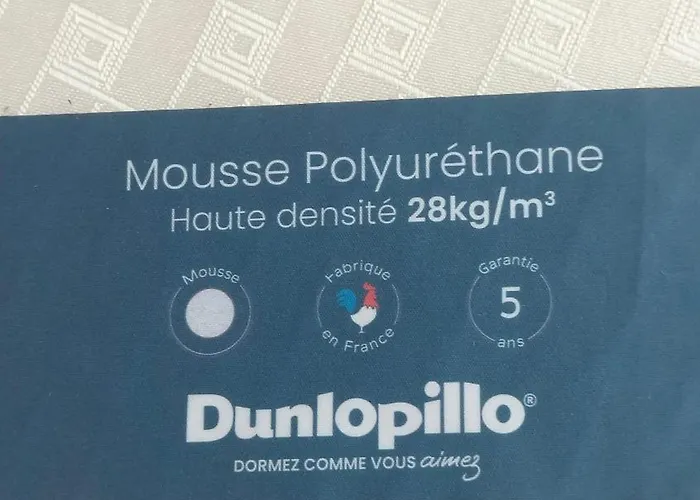 Mousse Polyuréthane
Haute densité 28kg/m³
Mousse
Fabrique
en France
Garantie
5
ans
Dunlopillo®
DORMEZ COMME VOUS aimez